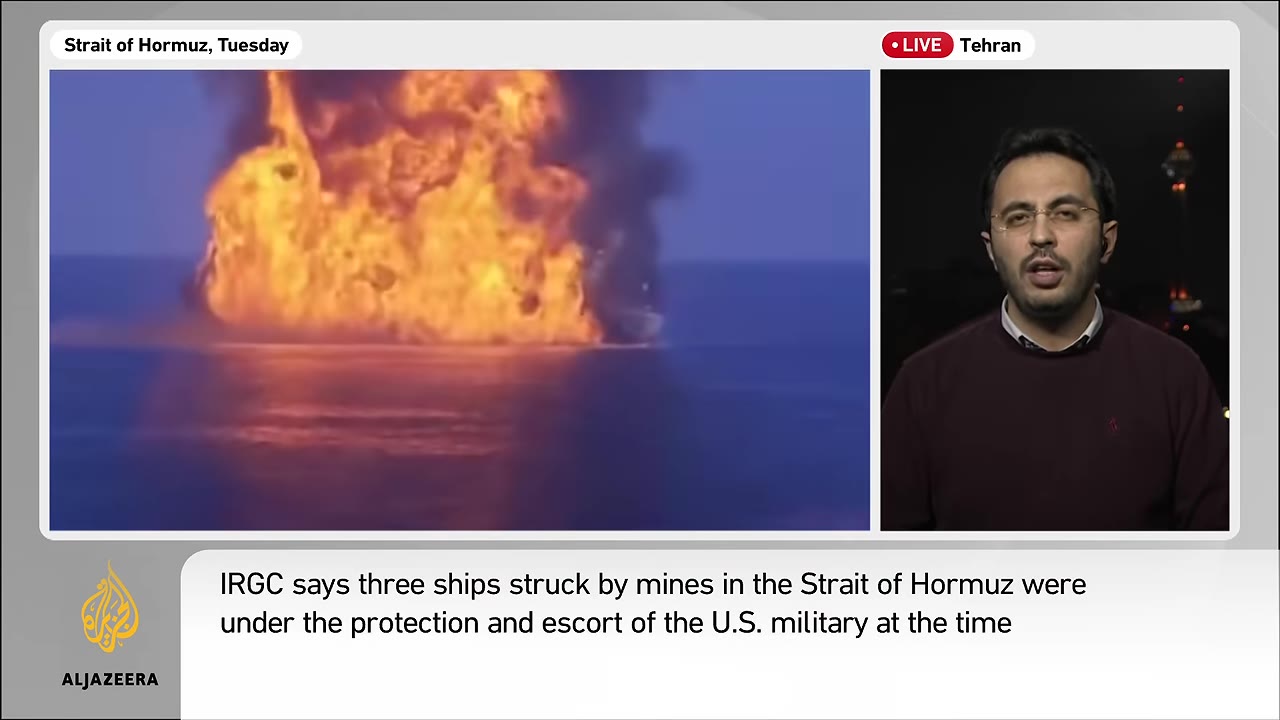 Strait of Hormuz, Tuesday
LIVE Tehran
IRGC says three ships struck by mines in the Strait of Hormuz were
under the protection and escort of the U.S. military at the time
الجزيرة
ALJAZEERA